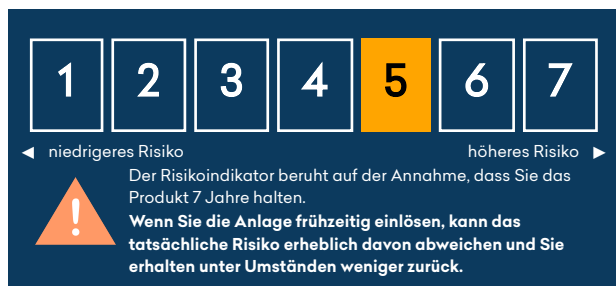 1 2 3 4 5 6 7
◄ niedrigeres Risiko höheres Risiko ►
Der Risikoindikator beruht auf der Annahme, dass Sie das
Produkt 7 Jahre halten.
Wenn Sie die Anlage frühzeitig einlösen, kann das
tatsächliche Risiko erheblich davon abweichen und Sie
erhalten unter Umständen weniger zurück.